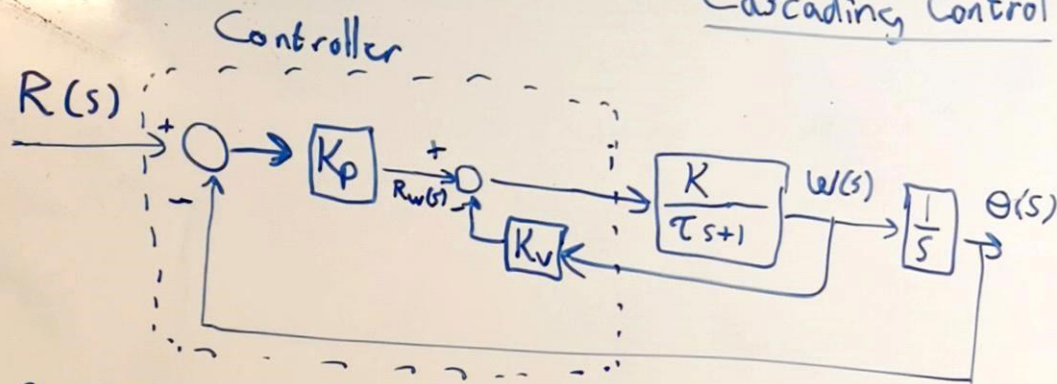 Cascading Control
Controller
R(s)
+
Kp
+
Rw(s)
-
K
τs+1
W(s)
1
s
θ(s)
-
Kv